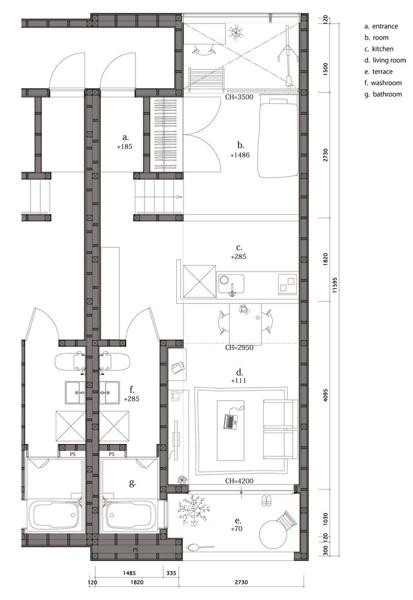 a. entrance
b. room
c. kitchen
d. living room
e. terrace
f. washroom
g. bathroom
120
1500
CH=3500
a.
+185
b.
+1486
2730
c.
+285
1820
11595
CH=2950
d.
+111
f.
+285
4095
PS
PS
g.
CH=4200
e.
+70
1030
120
300
1485
335
120
1820
2730